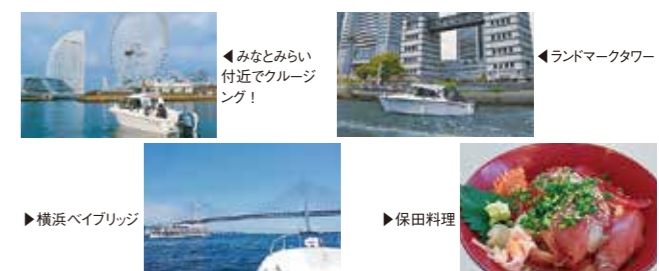 ◀みなとみらい
付近でクルージ
ング！
◀ランドマークタワー
▶横浜ベイブリッジ
▶保田料理